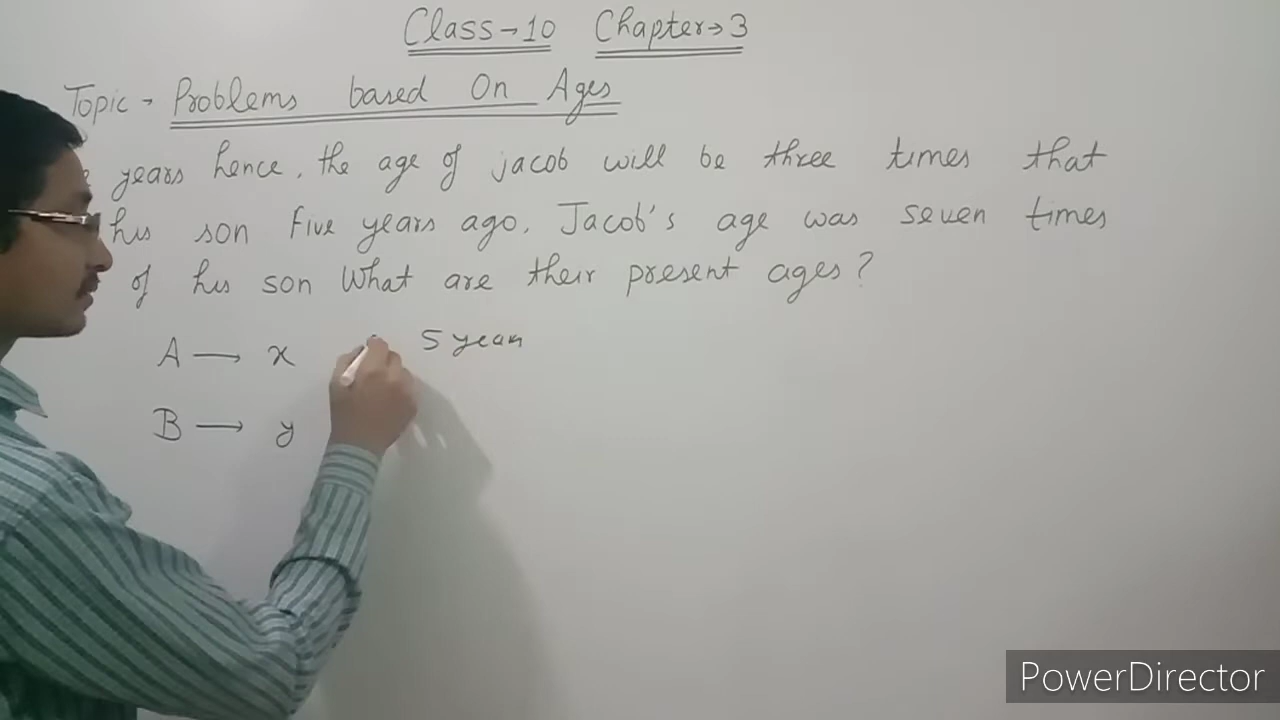 Class → 10 Chapter → 3
Topic - Problems based On Ages
years hence, the age of jacob will be three times that
his son five years ago, Jacob's age was seven times
of his son What are their present ages?
A → x 5 years
B → y
PowerDirector